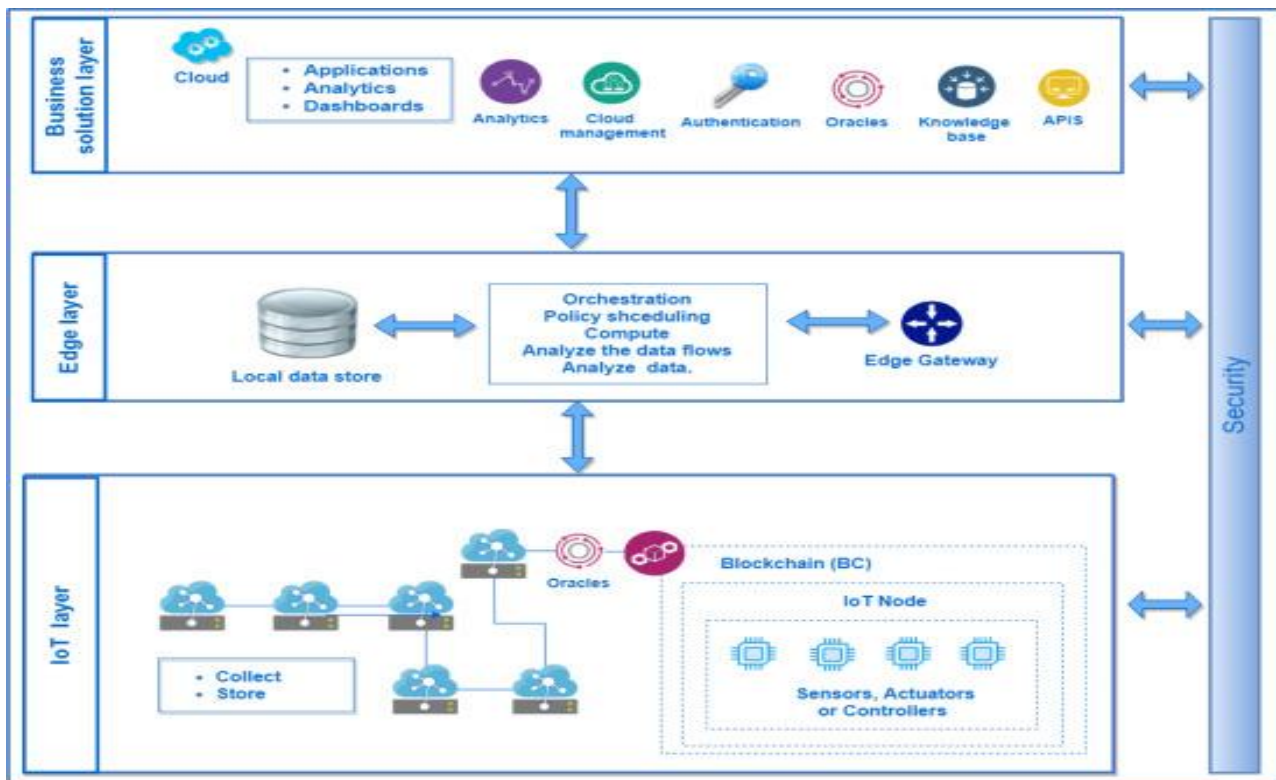 Business
solution layer
Cloud
• Applications
• Analytics
• Dashboards
Analytics
Cloud
management
Authentication
Oracles
Knowledge
base
APIS
Edge layer
Local data store
Orchestration
Policy shceduling
Compute
Analyze the data flows
Analyze data.
Edge Gateway
Security
IoT layer
• Collect
• Store
Oracles
Blockchain (BC)
IoT Node
Sensors, Actuators
or Controllers